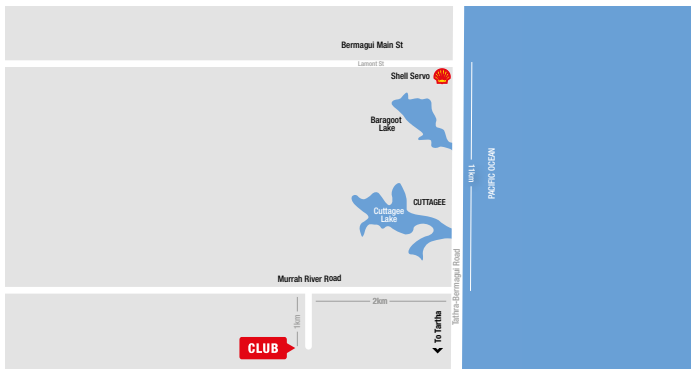 Bermagui Main St
Lamont St
Shell Servo
Baragoot
Lake
11km
PACIFIC OCEAN
CUTTAGEE
Cuttagee
Lake
Tathra-Bermagui Road
Murrah River Road
2km
1km
To Tartha
CLUB